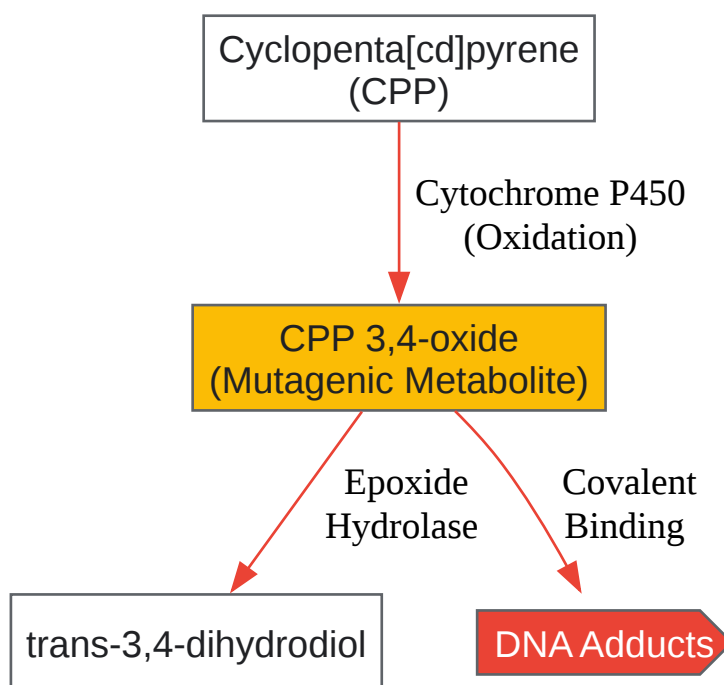 Cyclopenta[cd]pyrene
(CPP)
Cytochrome P450
(Oxidation)
CPP 3,4-oxide
(Mutagenic Metabolite)
Epoxide
Hydrolase
Covalent
Binding
trans-3,4-dihydrodiol
DNA Adducts